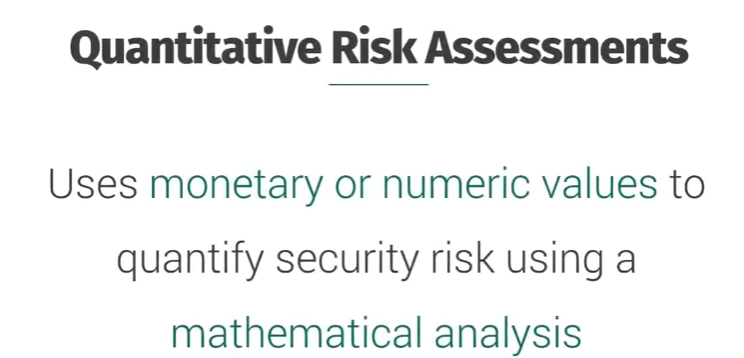 Quantitative Risk Assessments
Uses monetary or numeric values to
quantify security risk using a
mathematical analysis